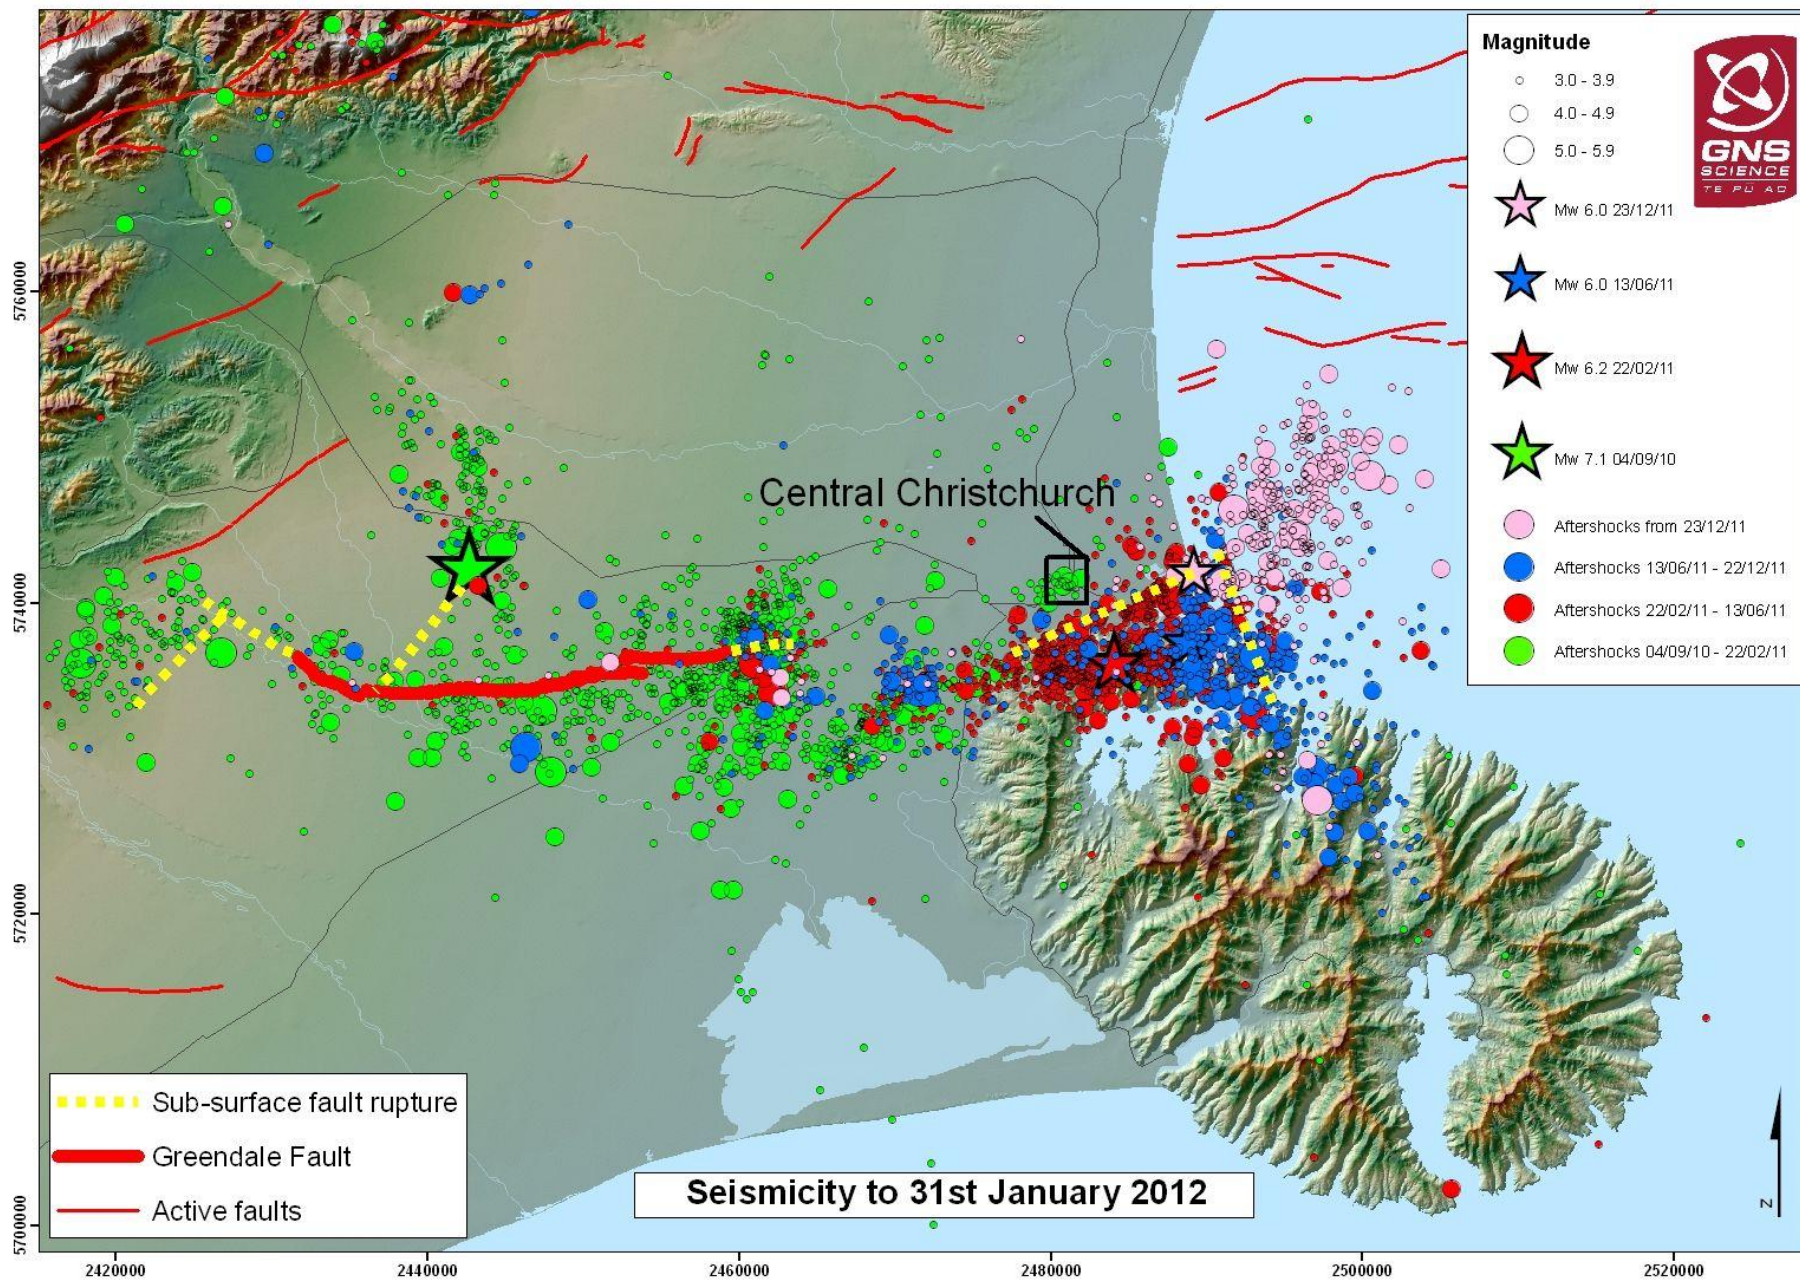 Magnitude
3.0 - 3.9
4.0 - 4.9
5.0 - 5.9
Mw 6.0 23/12/11
Mw 6.0 13/06/11
Mw 6.2 22/02/11
Mw 7.1 04/09/10
Aftershocks from 23/12/11
Aftershocks 13/06/11 - 22/12/11
Aftershocks 22/02/11 - 13/06/11
Aftershocks 04/09/10 - 22/02/11
GNS
SCIENCE
TE PŪ AO
Central Christchurch
5760000
5740000
5720000
5700000
Sub-surface fault rupture
Greendale Fault
Active faults
Seismicity to 31st January 2012
N
2420000
2440000
2460000
2480000
2500000
2520000